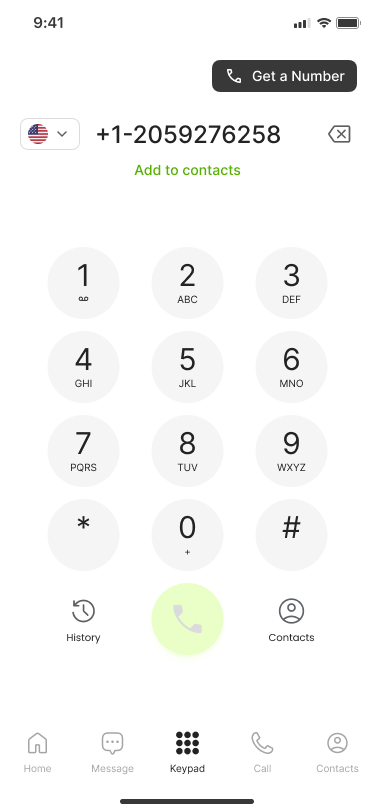 9:41
Get a Number
+1-2059276258
Add to contacts
1
2
ABC
3
DEF
4
GHI
5
JKL
6
MNO
7
PQRS
8
TUV
9
WXYZ
*
0
+
#
History
Contacts
Home
Message
Keypad
Call
Contacts